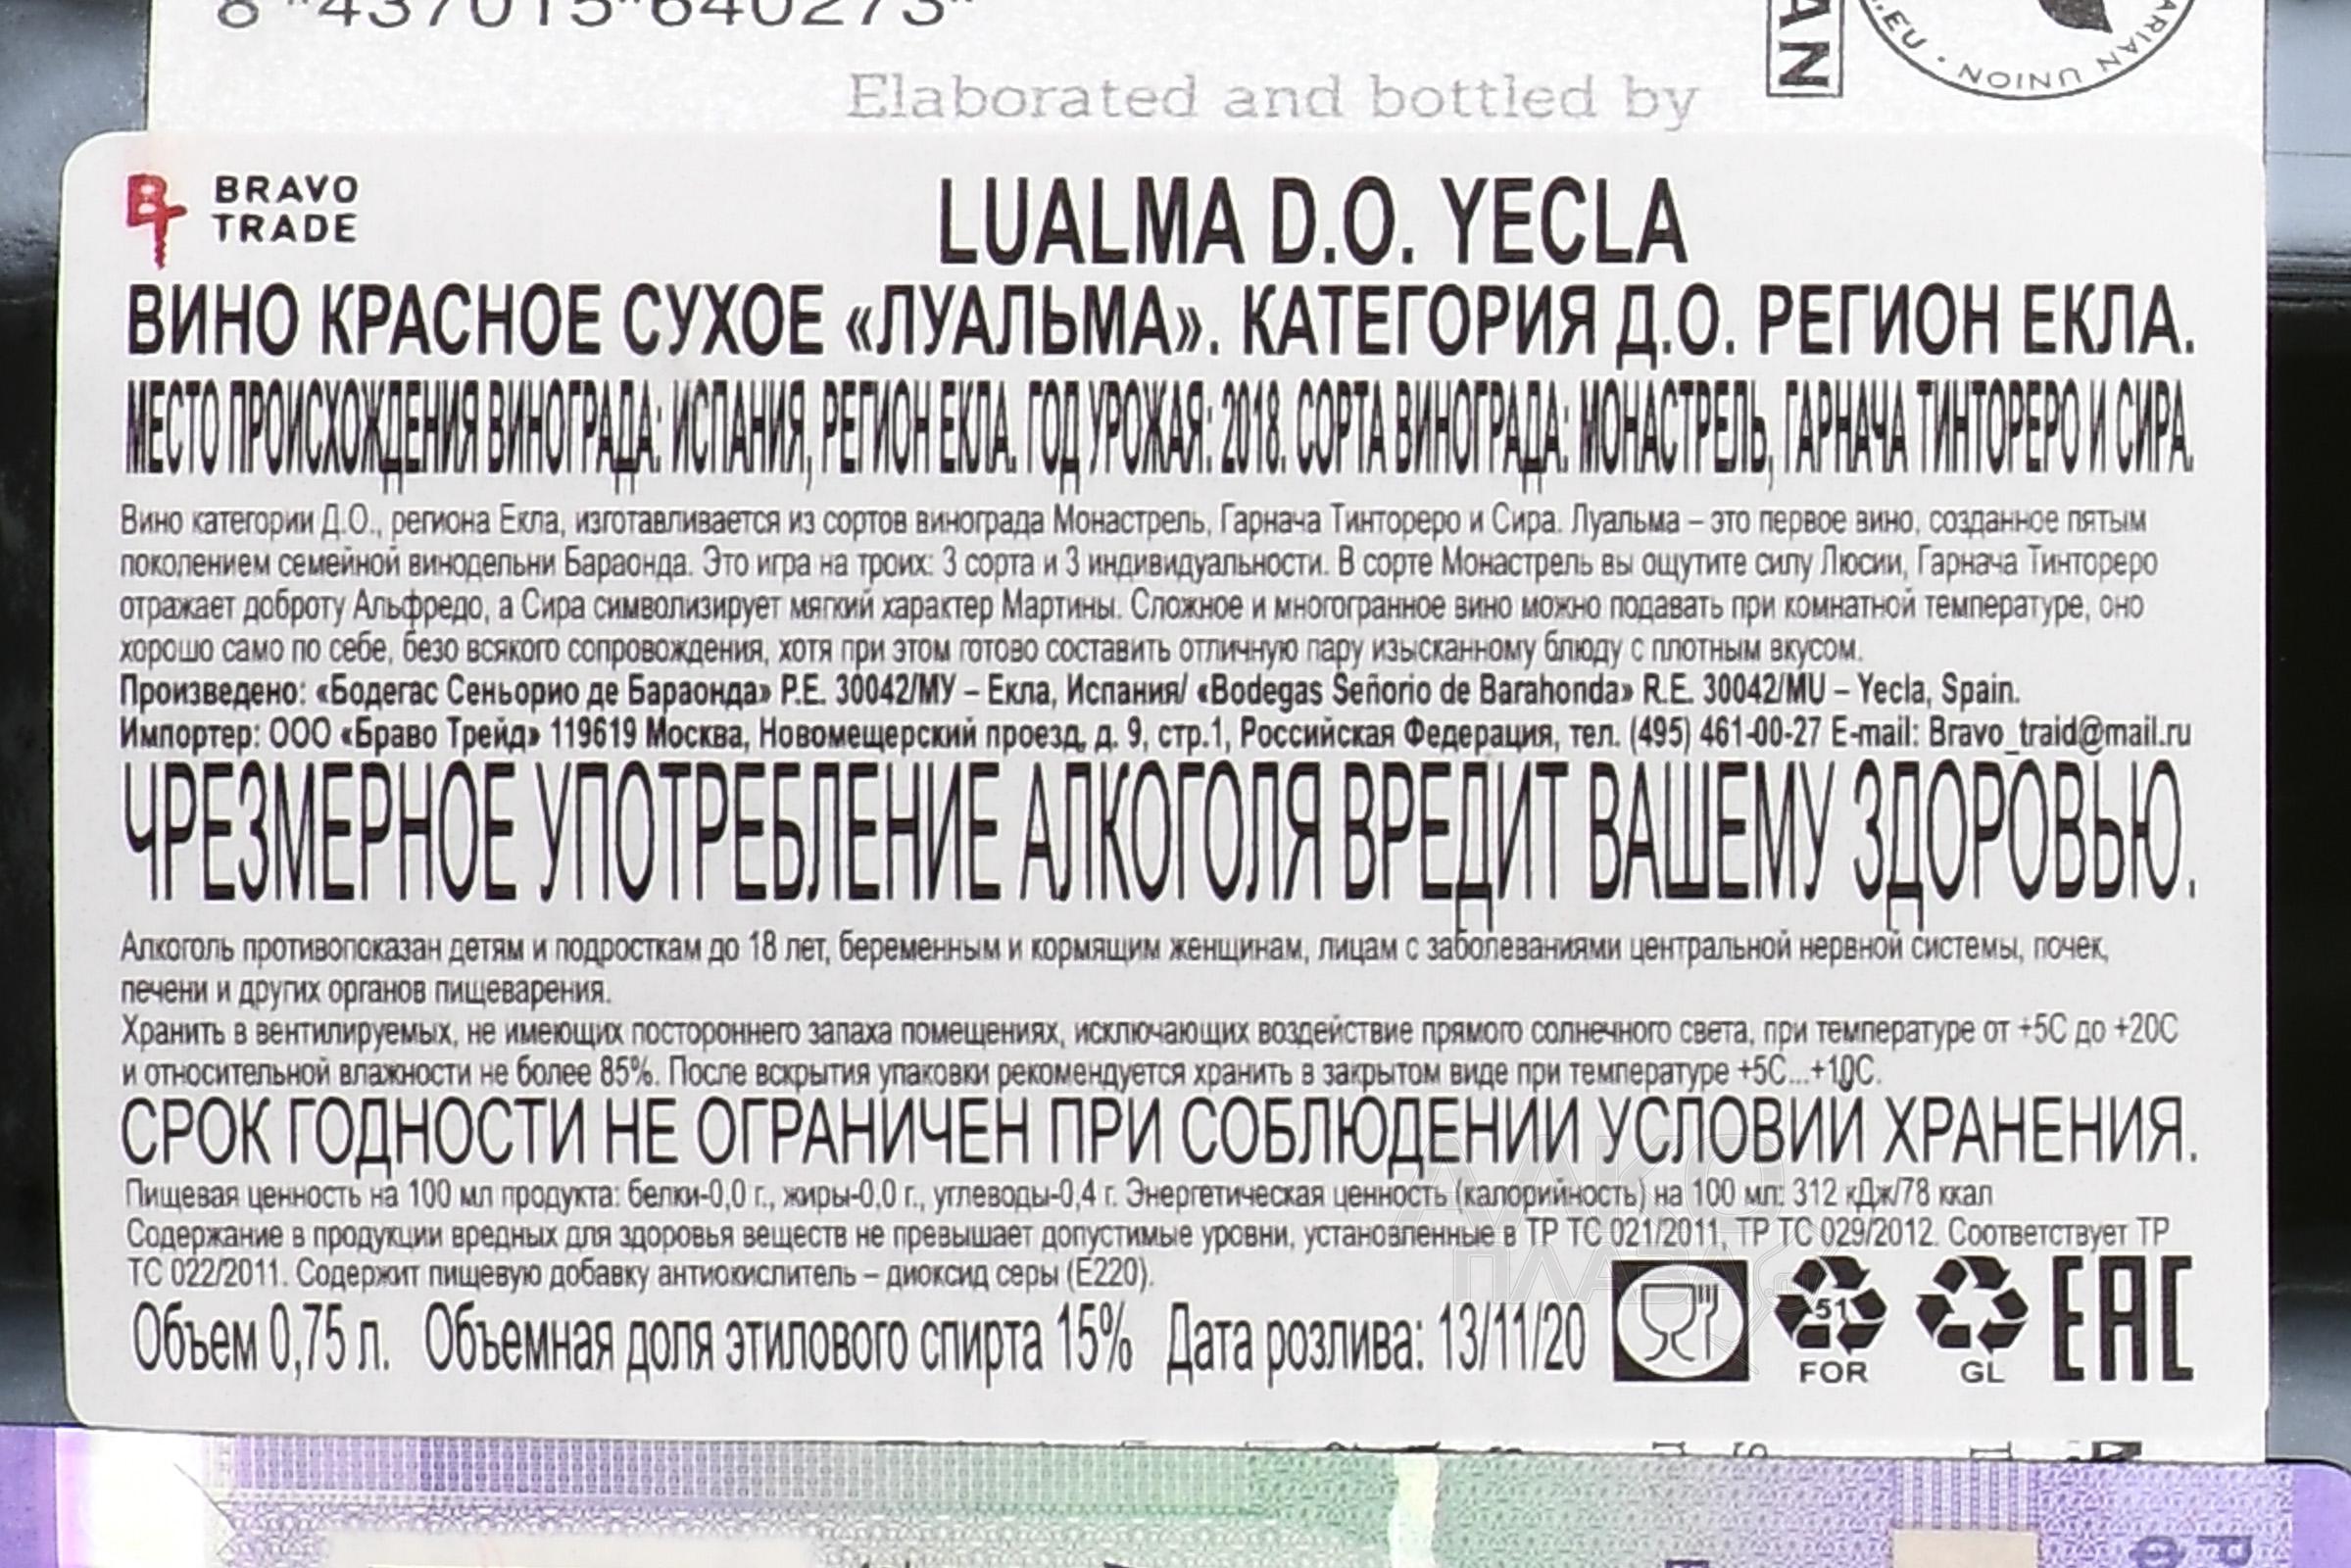 8 "437015"640273"
AN
.EU · NOINU NAIRA
Elaborated and bottled by
BRAVO
TRADE
LUALMA D.O. YECLA
ВИНО КРАСНОЕ СУХОЕ «ЛУАЛЬМА». КАТЕГОРИЯ Д.О. РЕГИОН ЕКЛА.
МЕСТО ПРОИСХОЖДЕНИЯ ВИНОГРАДА: ИСПАНИЯ, РЕГИОН ЕКЛА. ГОД УРОЖАЯ: 2018. СОРТА ВИНОГРАДА: МОНАСТРЕЛЬ, ГАРНАЧА ТИНТОРЕРО И СИРА.
Вино категории Д.О., региона Екла, изготавливается из сортов винограда Монастрель, Гарнача Тинтореро и Сира. Луальма – это первое вино, созданное пятым
поколением семейной винодельни Бараонда. Это игра на троих: 3 сорта и 3 индивидуальности. В сорте Монастрель вы ощутите силу Люсии, Гарнача Тинтореро
отражает доброту Альфредо, а Сира символизирует мягкий характер Мартины. Сложное и многогранное вино можно подавать при комнатной температуре, оно
хорошо само по себе, безо всякого сопровождения, хотя при этом готово составить отличную пару изысканному блюду с плотным вкусом.
Произведено: «Бодегас Сеньорио де Бараонда» Р.Е. 30042/МУ – Екла, Испания/ «Bodegas Señorio de Barahonda» R.E. 30042/MU – Yecla, Spain.
Импортер: ООО «Браво Трейд» 119619 Москва, Новомещерский проезд, д. 9, стр.1, Российская Федерация, тел. (495) 461-00-27 E-mail: Bravo_traid@mail.ru
ЧРЕЗМЕРНОЕ УПОТРЕБЛЕНИЕ АЛКОГОЛЯ ВРЕДИТ ВАШЕМУ ЗДОРОВЬЮ.
Алкоголь противопоказан детям и подросткам до 18 лет, беременным и кормящим женщинам, лицам с заболеваниями центральной нервной системы, почек,
печени и других органов пищеварения.
Хранить в вентилируемых, не имеющих постороннего запаха помещениях, исключающих воздействие прямого солнечного света, при температуре от +5С до +20С
и относительной влажности не более 85%. После вскрытия упаковки рекомендуется хранить в закрытом виде при температуре +5С...+10С.
СРОК ГОДНОСТИ НЕ ОГРАНИЧЕН ПРИ СОБЛЮДЕНИИ УСЛОВИЙ ХРАНЕНИЯ.
Пищевая ценность на 100 мл продукта: белки-0,0 г., жиры-0,0 г., углеводы-0,4 г. Энергетическая ценность (калорийность) на 100 мл: 312 кДж/78 ккал
Содержание в продукции вредных для здоровья веществ не превышает допустимые уровни, установленные в ТР ТС 021/2011, ТР ТС 029/2012. Соответствует ТР
ТС 022/2011. Содержит пищевую добавку антиокислитель – диоксид серы (Е220).
Объем 0,75 л. Объемная доля этилового спирта 15% Дата розлива: 13/11/20
51
FOR
GL
EAC